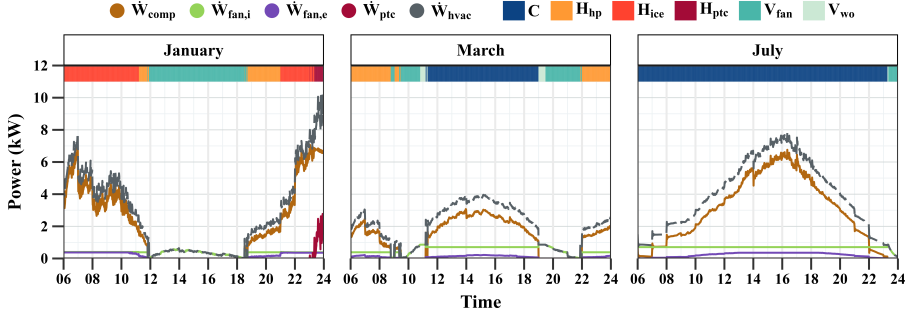 Ẇcomp Ẇfan,i Ẇfan,e Ẇptc Ẇhvac C Hhp Hice Hptc Vfan Vwo
January March July
12
10
8
6
4
2
0
Power (kW)
06 08 10 12 14 16 18 20 22 24 06 08 10 12 14 16 18 20 22 24 06 08 10 12 14 16 18 20 22 24
Time